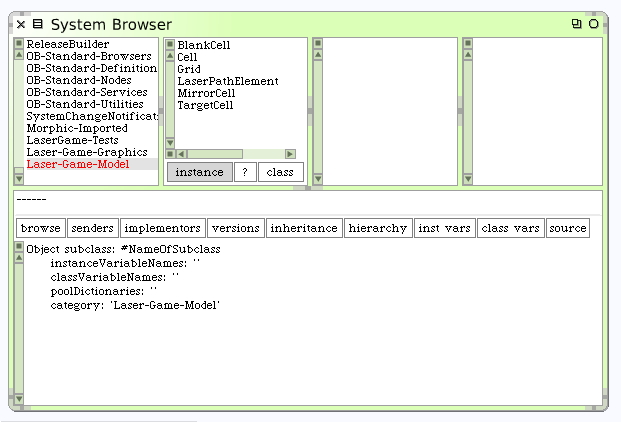 System Browser
ReleaseBuilder
OB-Standard-Browsers
OB-Standard-Definition
OB-Standard-Nodes
OB-Standard-Services
OB-Standard-Utilities
SystemChangeNotificat
Morphic-Imported
LaserGame-Tests
Laser-Game-Graphics
Laser-Game-Model
BlankCell
Cell
Grid
LaserPathElement
MirrorCell
TargetCell
instance ? class
------
browse senders implementors versions inheritance hierarchy inst vars class vars source
Object subclass: #NameOfSubclass
instanceVariableNames: ''
classVariableNames: ''
poolDictionaries: ''
category: 'Laser-Game-Model'